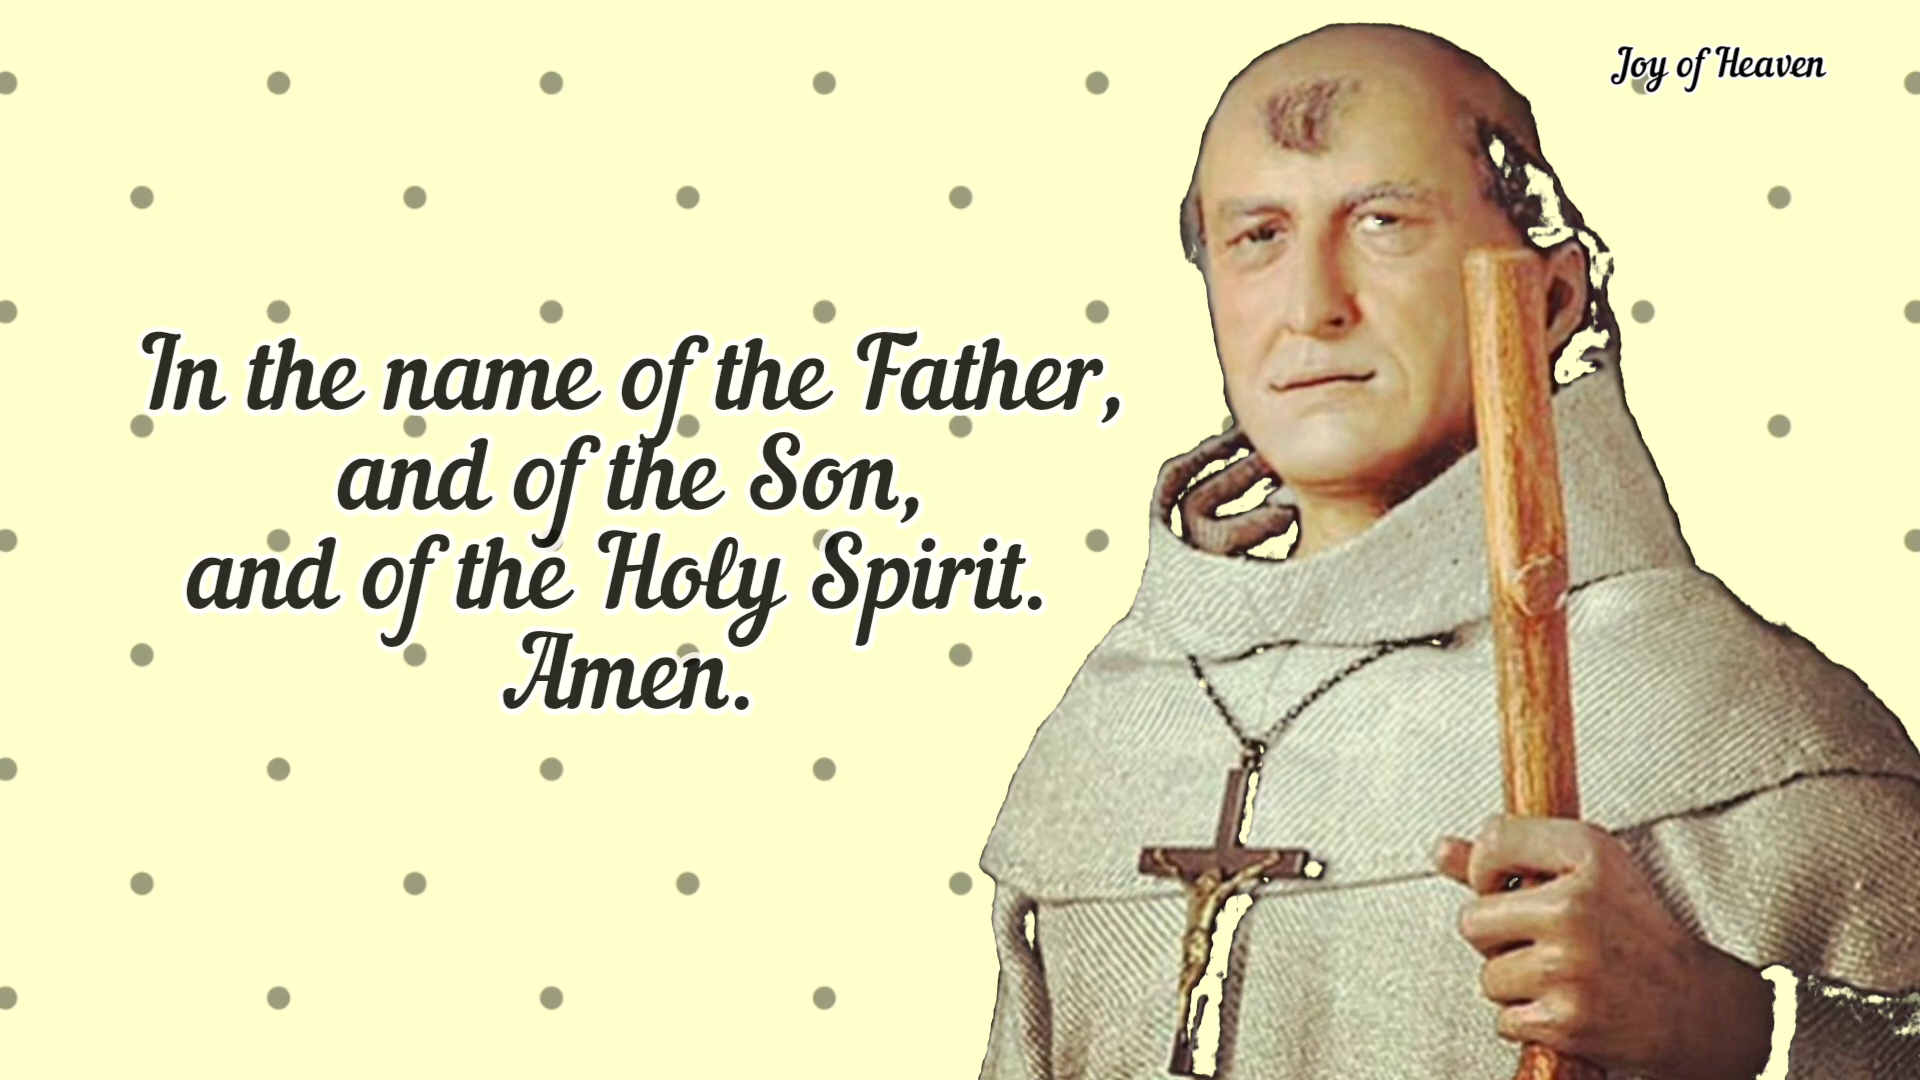 Joy of Heaven
In the name of the Father,
and of the Son,
and of the Holy Spirit.
Amen.